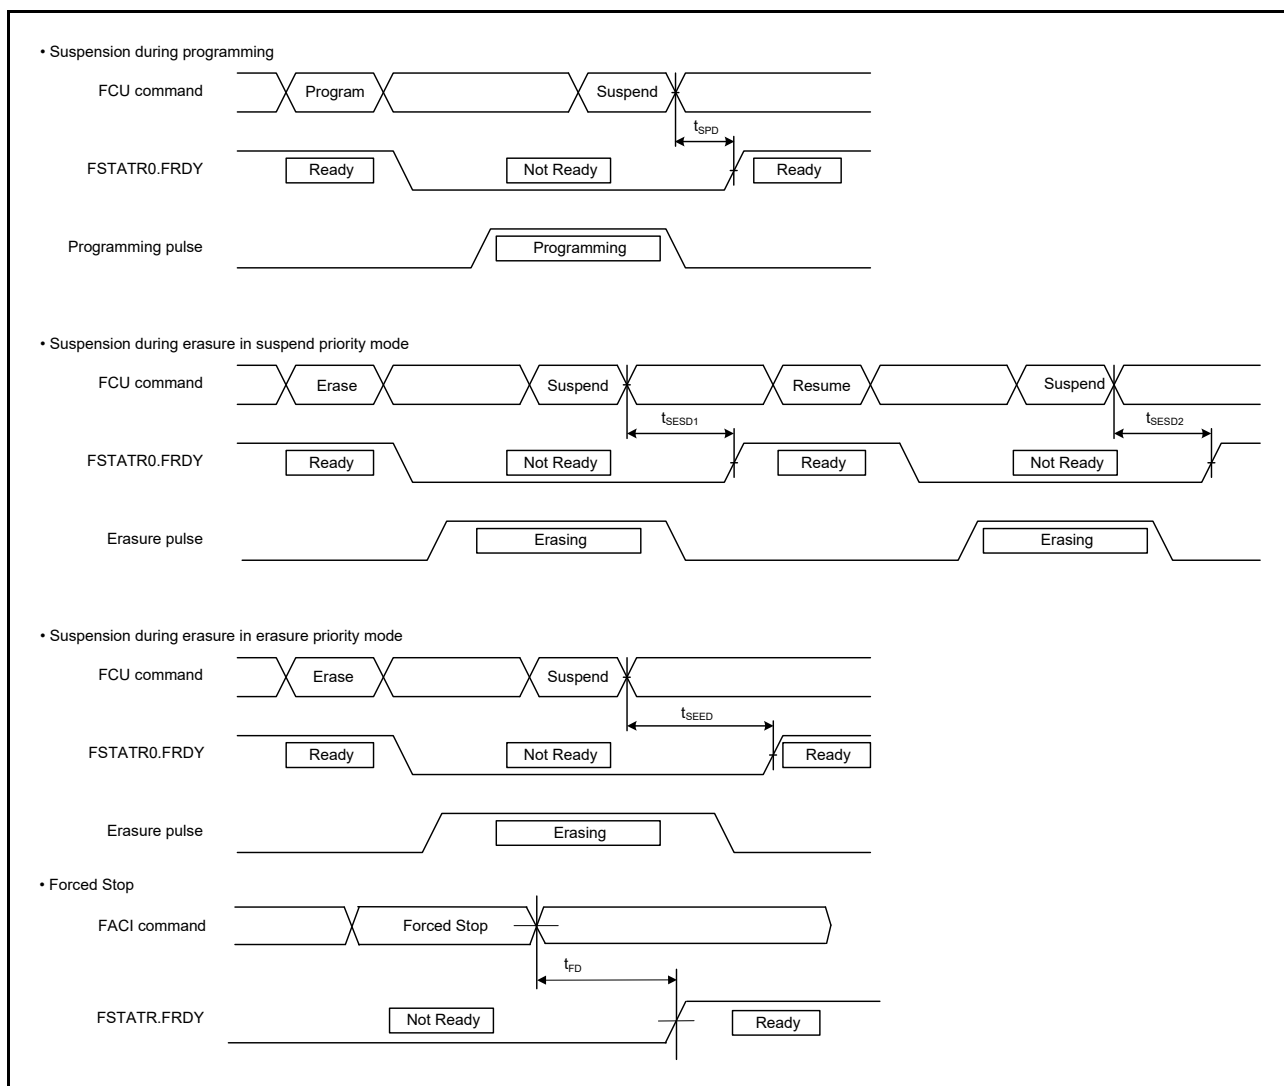 • Suspension during programming
FCU command
Program
Suspend
tSPD
FSTATR0.FRDY
Ready
Not Ready
Ready
Programming pulse
Programming
• Suspension during erasure in suspend priority mode
FCU command
Erase
Suspend
Resume
Suspend
tSESD1
tSESD2
FSTATR0.FRDY
Ready
Not Ready
Ready
Not Ready
Erasure pulse
Erasing
Erasing
• Suspension during erasure in erasure priority mode
FCU command
Erase
Suspend
tSEED
FSTATR0.FRDY
Ready
Not Ready
Ready
Erasure pulse
Erasing
• Forced Stop
FACI command
Forced Stop
tFD
FSTATR.FRDY
Not Ready
Ready